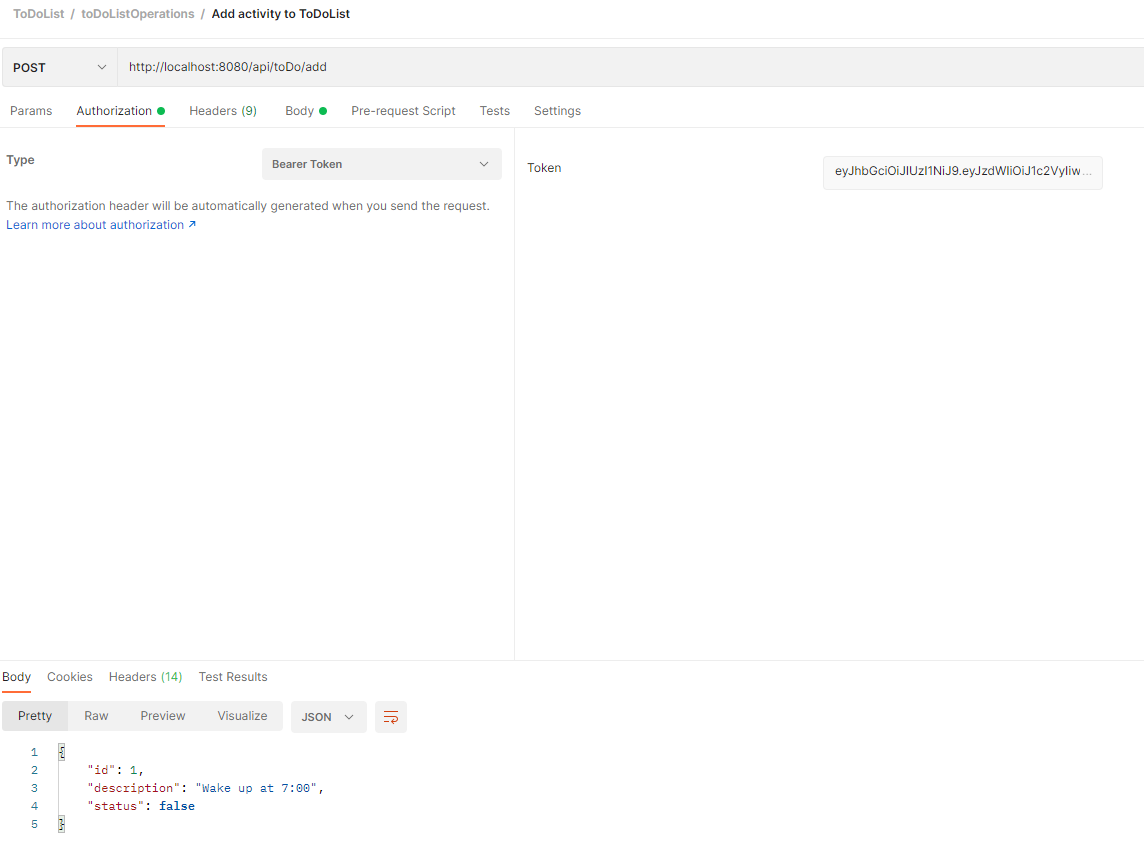 ToDoList / toDoListOperations / Add activity to ToDoList
POST http://localhost:8080/api/toDo/add
Params Authorization Headers (9) Body Pre-request Script Tests Settings
Type Bearer Token
Token eyJhbGciOiJIUzI1NiJ9.eyJzdWIiOiJ1c2VyIiw...
The authorization header will be automatically generated when you send the request.
Learn more about authorization ↗
Body Cookies Headers (14) Test Results
Pretty Raw Preview Visualize JSON
1 {
2 "id": 1,
3 "description": "Wake up at 7:00",
4 "status": false
5 }